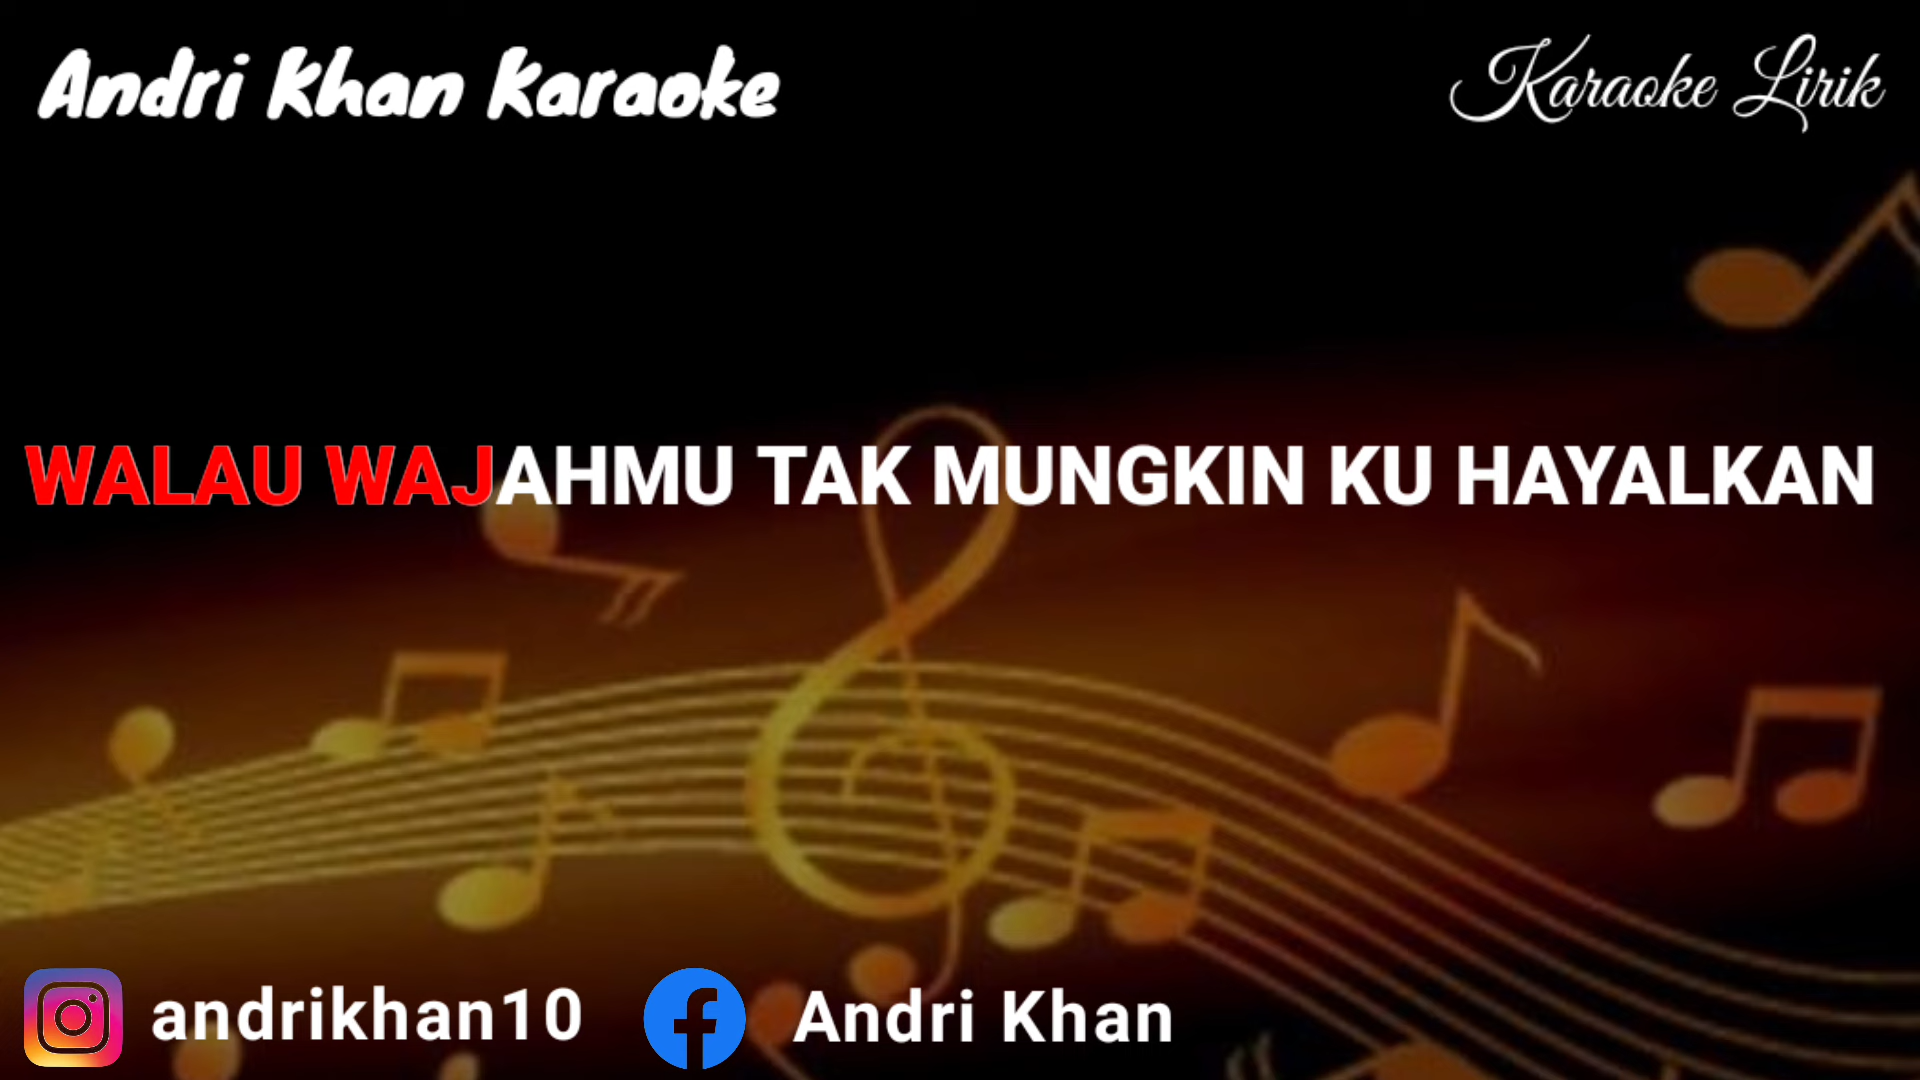 Andri Khan Karaoke
Karaoke Lirik
WALAU WAJAHMU TAK MUNGKIN KU HAYALKAN
andrikhan10
Andri Khan